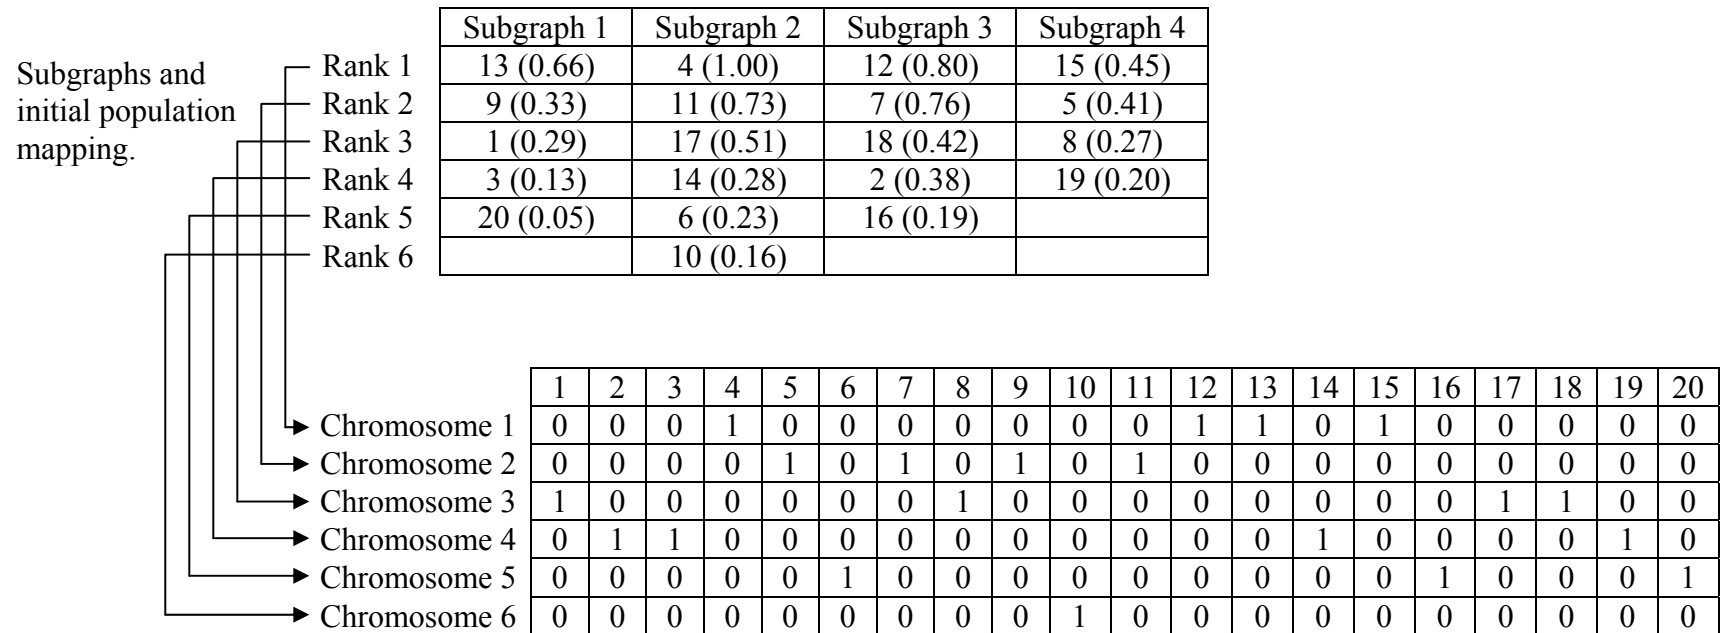 Subgraph 1 Subgraph 2 Subgraph 3 Subgraph 4
Subgraphs and
initial population
mapping.
Rank 1 13 (0.66) 4 (1.00) 12 (0.80) 15 (0.45)
Rank 2 9 (0.33) 11 (0.73) 7 (0.76) 5 (0.41)
Rank 3 1 (0.29) 17 (0.51) 18 (0.42) 8 (0.27)
Rank 4 3 (0.13) 14 (0.28) 2 (0.38) 19 (0.20)
Rank 5 20 (0.05) 6 (0.23) 16 (0.19)
Rank 6 10 (0.16)
1 2 3 4 5 6 7 8 9 10 11 12 13 14 15 16 17 18 19 20
Chromosome 1 0 0 0 1 0 0 0 0 0 0 0 1 1 0 1 0 0 0 0 0
Chromosome 2 0 0 0 0 1 0 1 0 1 0 1 0 0 0 0 0 0 0 0 0
Chromosome 3 1 0 0 0 0 0 0 1 0 0 0 0 0 0 0 0 1 1 0 0
Chromosome 4 0 1 1 0 0 0 0 0 0 0 0 0 0 1 0 0 0 0 1 0
Chromosome 5 0 0 0 0 0 1 0 0 0 0 0 0 0 0 0 1 0 0 0 1
Chromosome 6 0 0 0 0 0 0 0 0 0 1 0 0 0 0 0 0 0 0 0 0